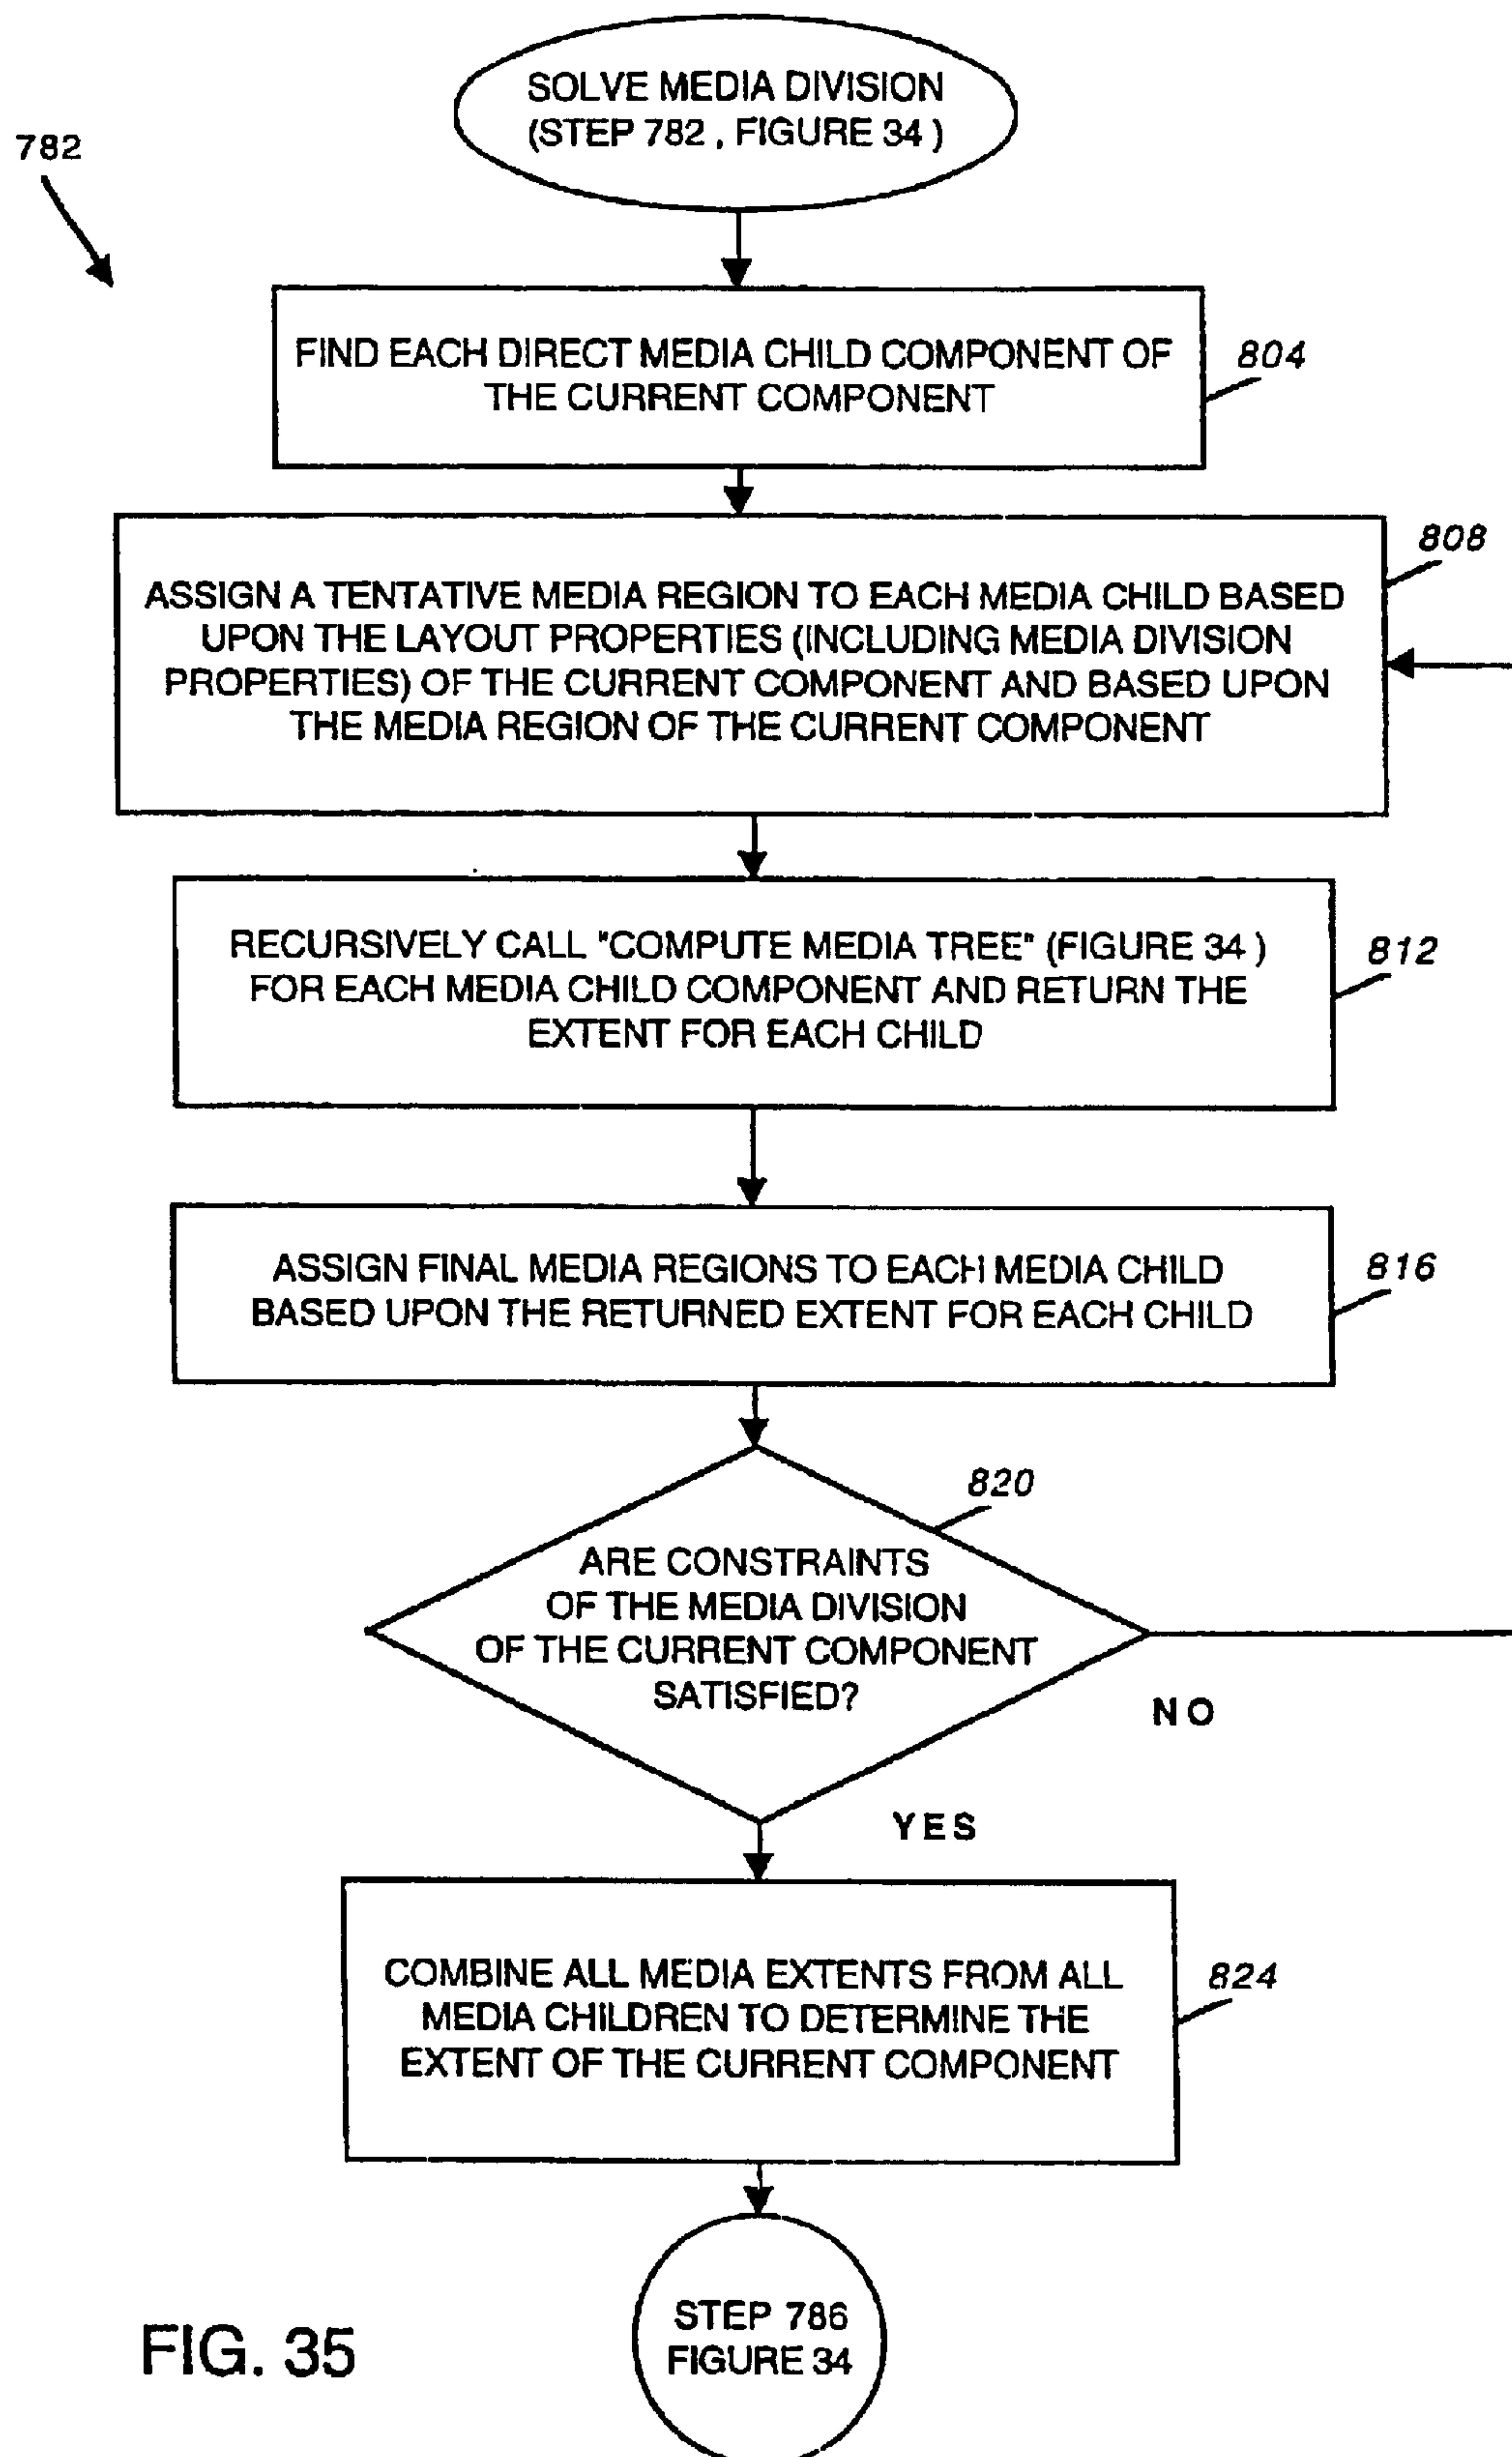 SOLVE MEDIA DIVISION
(STEP 782 , FIGURE 34 )
782
FIND EACH DIRECT MEDIA CHILD COMPONENT OF
THE CURRENT COMPONENT
804
808
ASSIGN A TENTATIVE MEDIA REGION TO EACH MEDIA CHILD BASED
UPON THE LAYOUT PROPERTIES (INCLUDING MEDIA DIVISION
PROPERTIES) OF THE CURRENT COMPONENT AND BASED UPON
THE MEDIA REGION OF THE CURRENT COMPONENT
RECURSIVELY CALL "COMPUTE MEDIA TREE" (FIGURE 34 )
FOR EACH MEDIA CHILD COMPONENT AND RETURN THE
EXTENT FOR EACH CHILD
812
ASSIGN FINAL MEDIA REGIONS TO EACH MEDIA CHILD
BASED UPON THE RETURNED EXTENT FOR EACH CHILD
816
820
ARE CONSTRAINTS
OF THE MEDIA DIVISION
OF THE CURRENT COMPONENT
SATISFIED?
NO
YES
COMBINE ALL MEDIA EXTENTS FROM ALL
MEDIA CHILDREN TO DETERMINE THE
EXTENT OF THE CURRENT COMPONENT
824
STEP 786
FIGURE 34
FIG. 35